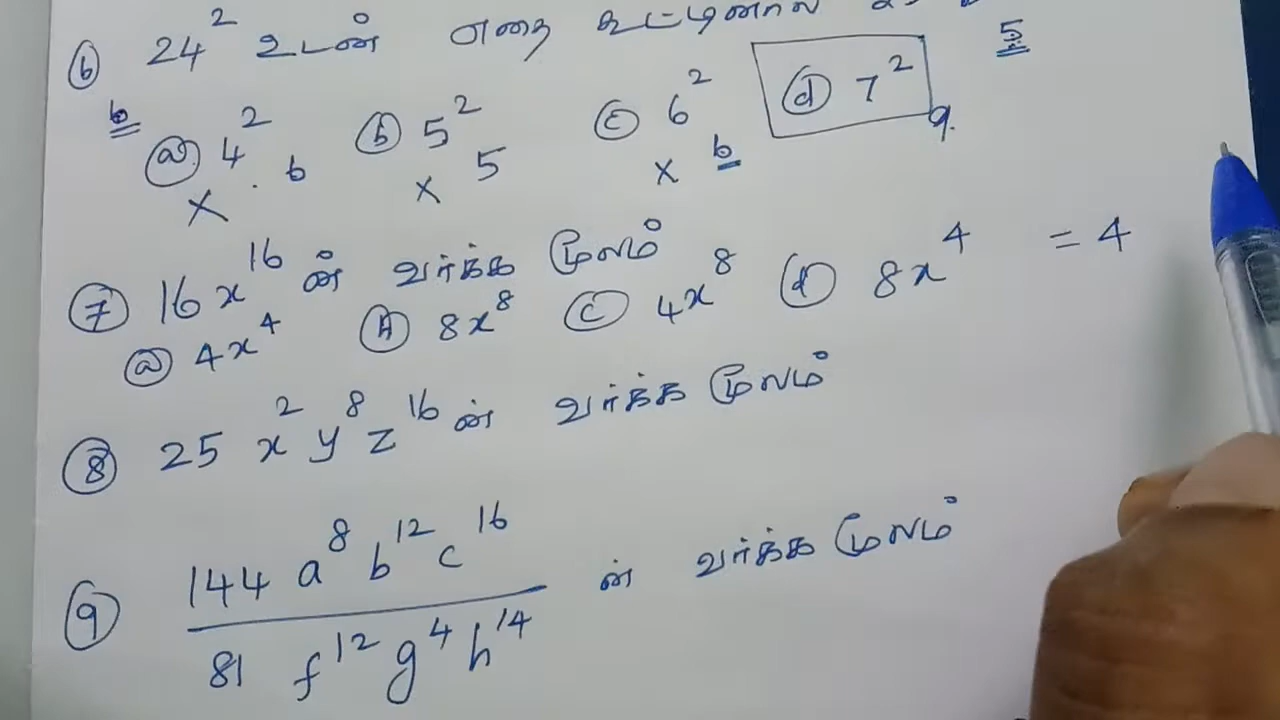 6 24² உடன் எதை கூட்டினால்
5
6 a 4² b 5² c 6² d 7²
x . 6 x 5 x 6 9.
7 16x¹⁶ ன் வர்க்க மூலம்
a 4x⁴ A 8x⁸ c 4x⁸ d 8x⁴ = 4
8 25 x² y⁸ z¹⁶ ன் வர்க்க மூலம்
9 144 a⁸ b¹² c¹⁶ ன் வர்க்க மூலம்
81 f¹² g⁴ h¹⁴